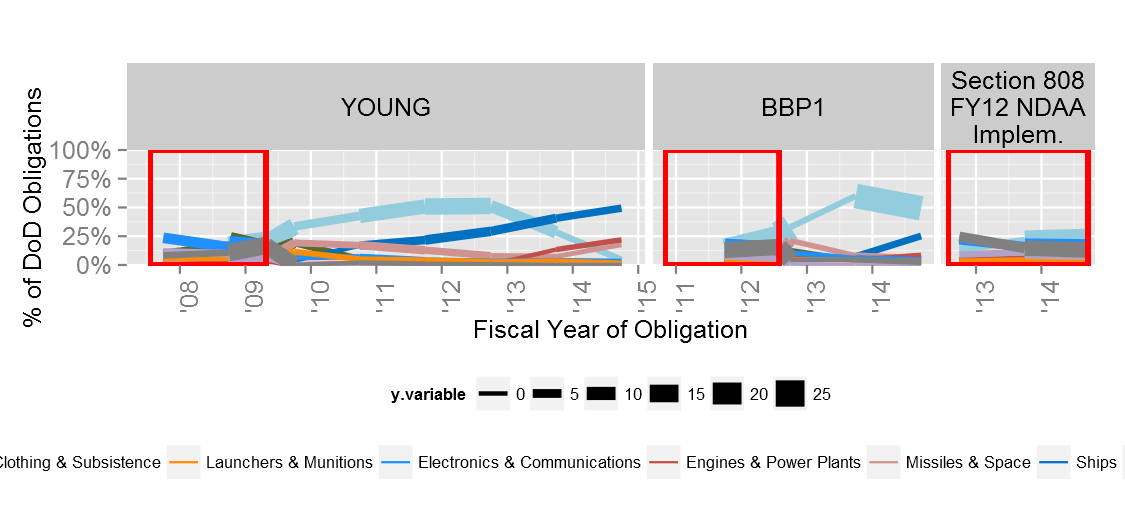 YOUNG
BBP1
Section 808
FY12 NDAA
Implem.
% of DoD Obligations
100%
75%
50%
25%
0%
'08 '09 '10 '11 '12 '13 '14 '15
'11 '12 '13 '14
'13 '14
Fiscal Year of Obligation
y.variable 0 5 10 15 20 25
Clothing & Subsistence Launchers & Munitions Electronics & Communications Engines & Power Plants Missiles & Space Ships